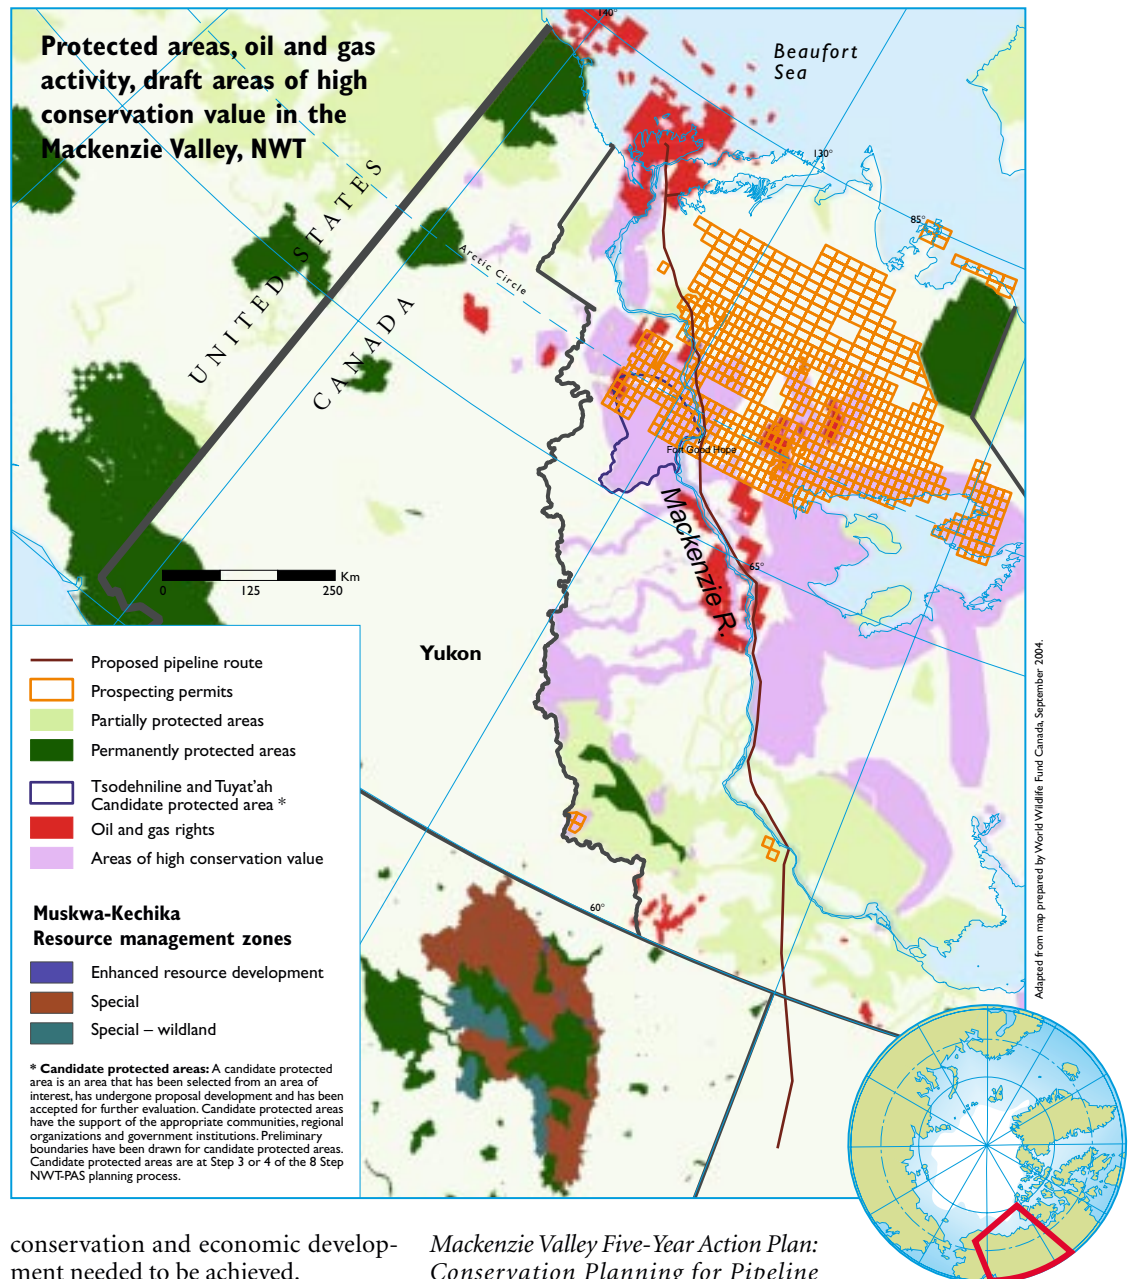 Protected areas, oil and gas
activity, draft areas of high
conservation value in the
Mackenzie Valley, NWT
140°
Beaufort
Sea
130°
85°
UNITED STATES
CANADA
Arctic Circle
Fort Good Hope
Mackenzie R.
65°
Km
0 125 250
Yukon
60°
Proposed pipeline route
Prospecting permits
Partially protected areas
Permanently protected areas
Tsodehniline and Tuyat'ah
Candidate protected area *
Oil and gas rights
Areas of high conservation value
Muskwa-Kechika
Resource management zones
Enhanced resource development
Special
Special – wildland
* Candidate protected areas: A candidate protected
area is an area that has been selected from an area of
interest, has undergone proposal development and has been
accepted for further evaluation. Candidate protected areas
have the support of the appropriate communities, regional
organizations and government institutions. Preliminary
boundaries have been drawn for candidate protected areas.
Candidate protected areas are at Step 3 or 4 of the 8 Step
NWT-PAS planning process.
Adapted from map prepared by World Wildlife Fund Canada, September 2004.
conservation and economic develop-
ment needed to be achieved.
Mackenzie Valley Five-Year Action Plan:
Conservation Planning for Pipeline